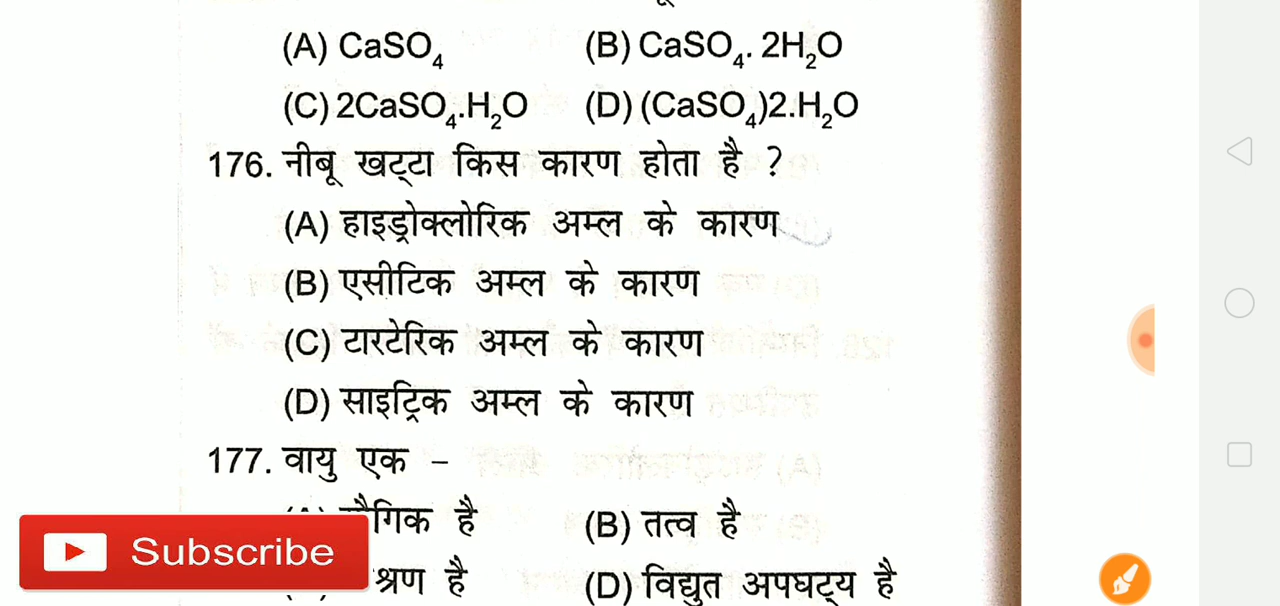 (A) CaSO₄ (B) CaSO₄. 2H₂O
(C) 2CaSO₄.H₂O (D) (CaSO₄)2.H₂O
176. नीबू खट्टा किस कारण होता है ?
(A) हाइड्रोक्लोरिक अम्ल के कारण
(B) एसीटिक अम्ल के कारण
(C) टारटेरिक अम्ल के कारण
(D) साइट्रिक अम्ल के कारण
177. वायु एक –
है (B) तत्व है
Subscribe
है (D) विद्युत अपघट्य है